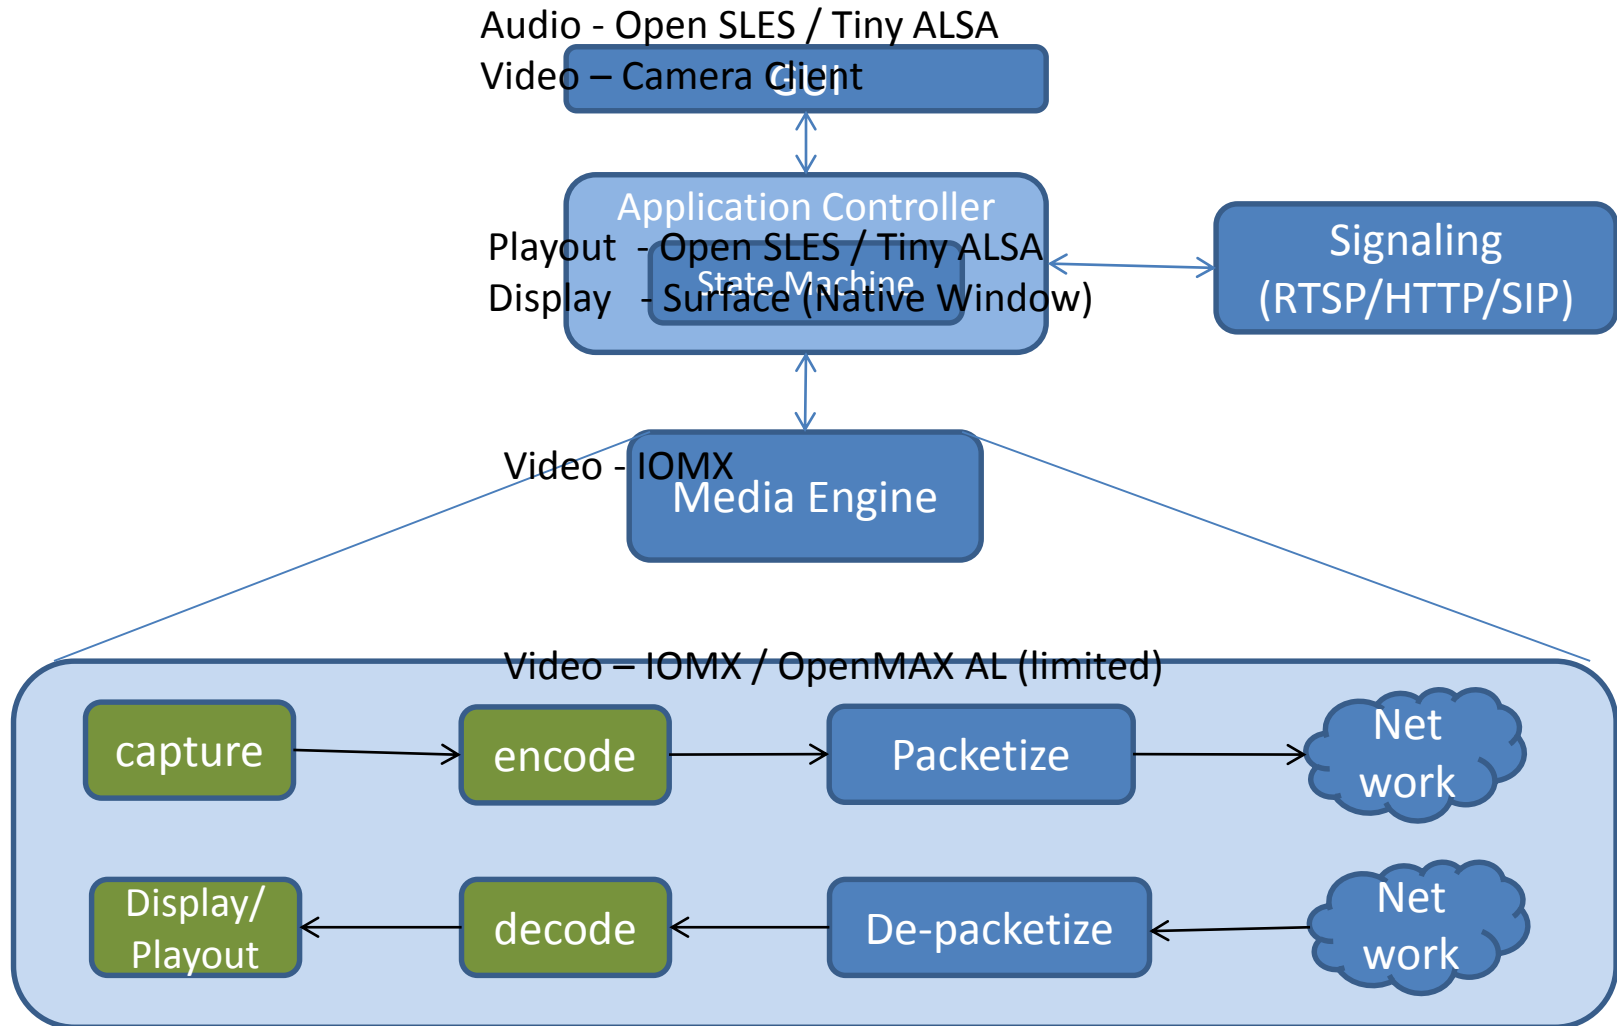 Audio - Open SLES / Tiny ALSA
Video – Camera Client
GUI
Application Controller
Playout - Open SLES / Tiny ALSA
State Machine
Display - Surface (Native Window)
Signaling
(RTSP/HTTP/SIP)
Video - IOMX
Media Engine
Video – IOMX / OpenMAX AL (limited)
capture
encode
Packetize
Net
work
Display/
Playout
decode
De-packetize
Net
work